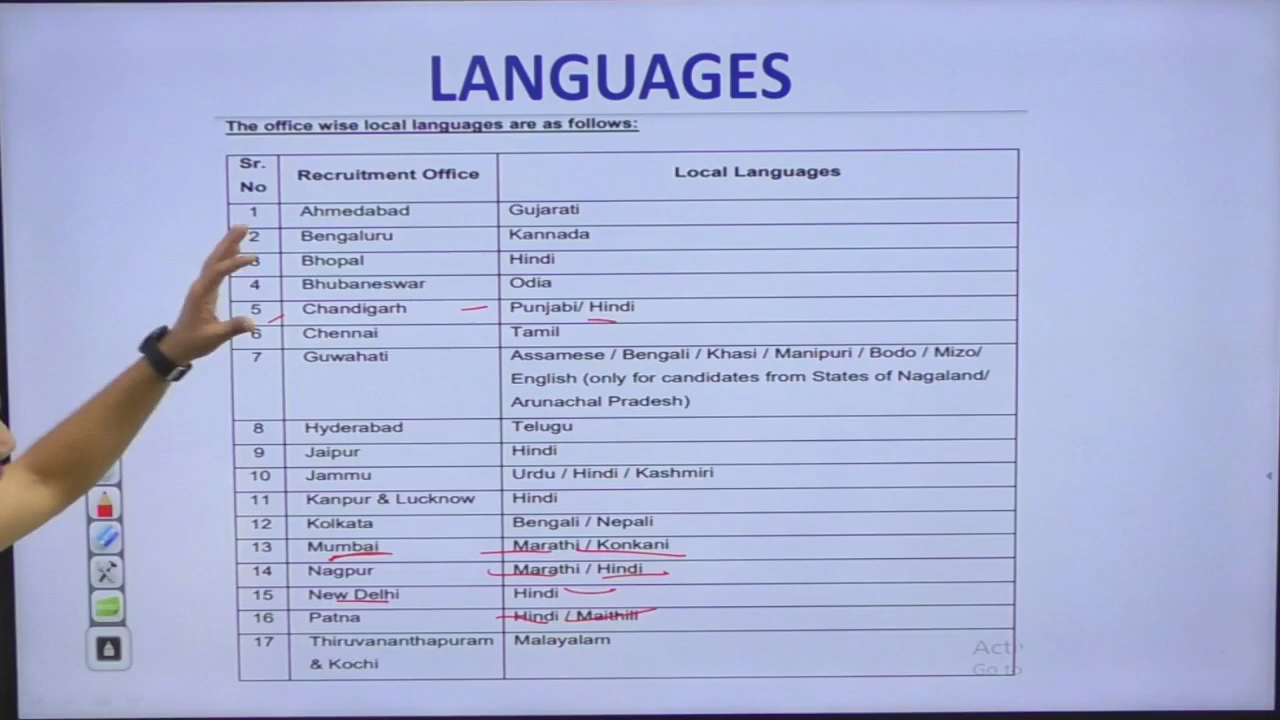 LANGUAGES
The office wise local languages are as follows:
Sr. No Recruitment Office Local Languages
1 Ahmedabad Gujarati
2 Bengaluru Kannada
3 Bhopal Hindi
4 Bhubaneswar Odia
5 Chandigarh Punjabi/ Hindi
6 Chennai Tamil
7 Guwahati Assamese / Bengali / Khasi / Manipuri / Bodo / Mizo/
English (only for candidates from States of Nagaland/
Arunachal Pradesh)
8 Hyderabad Telugu
9 Jaipur Hindi
10 Jammu Urdu / Hindi / Kashmiri
11 Kanpur & Lucknow Hindi
12 Kolkata Bengali / Nepali
13 Mumbai Marathi / Konkani
14 Nagpur Marathi / Hindi
15 New Delhi Hindi
16 Patna Hindi / Maithili
17 Thiruvananthapuram Malayalam
& Kochi
Go to